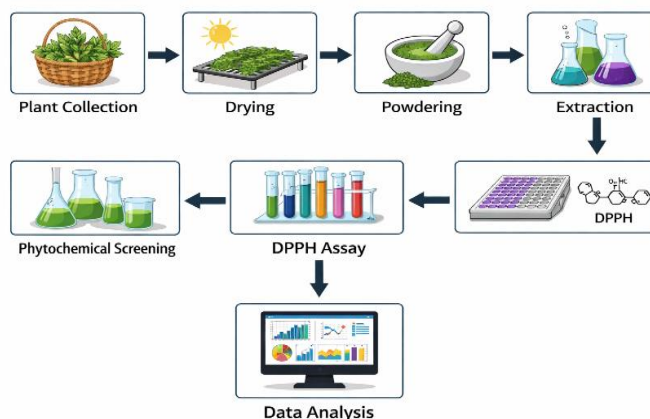 Plant Collection
Drying
Powdering
Extraction
DPPH
DPPH Assay
Phytochemical Screening
Data Analysis